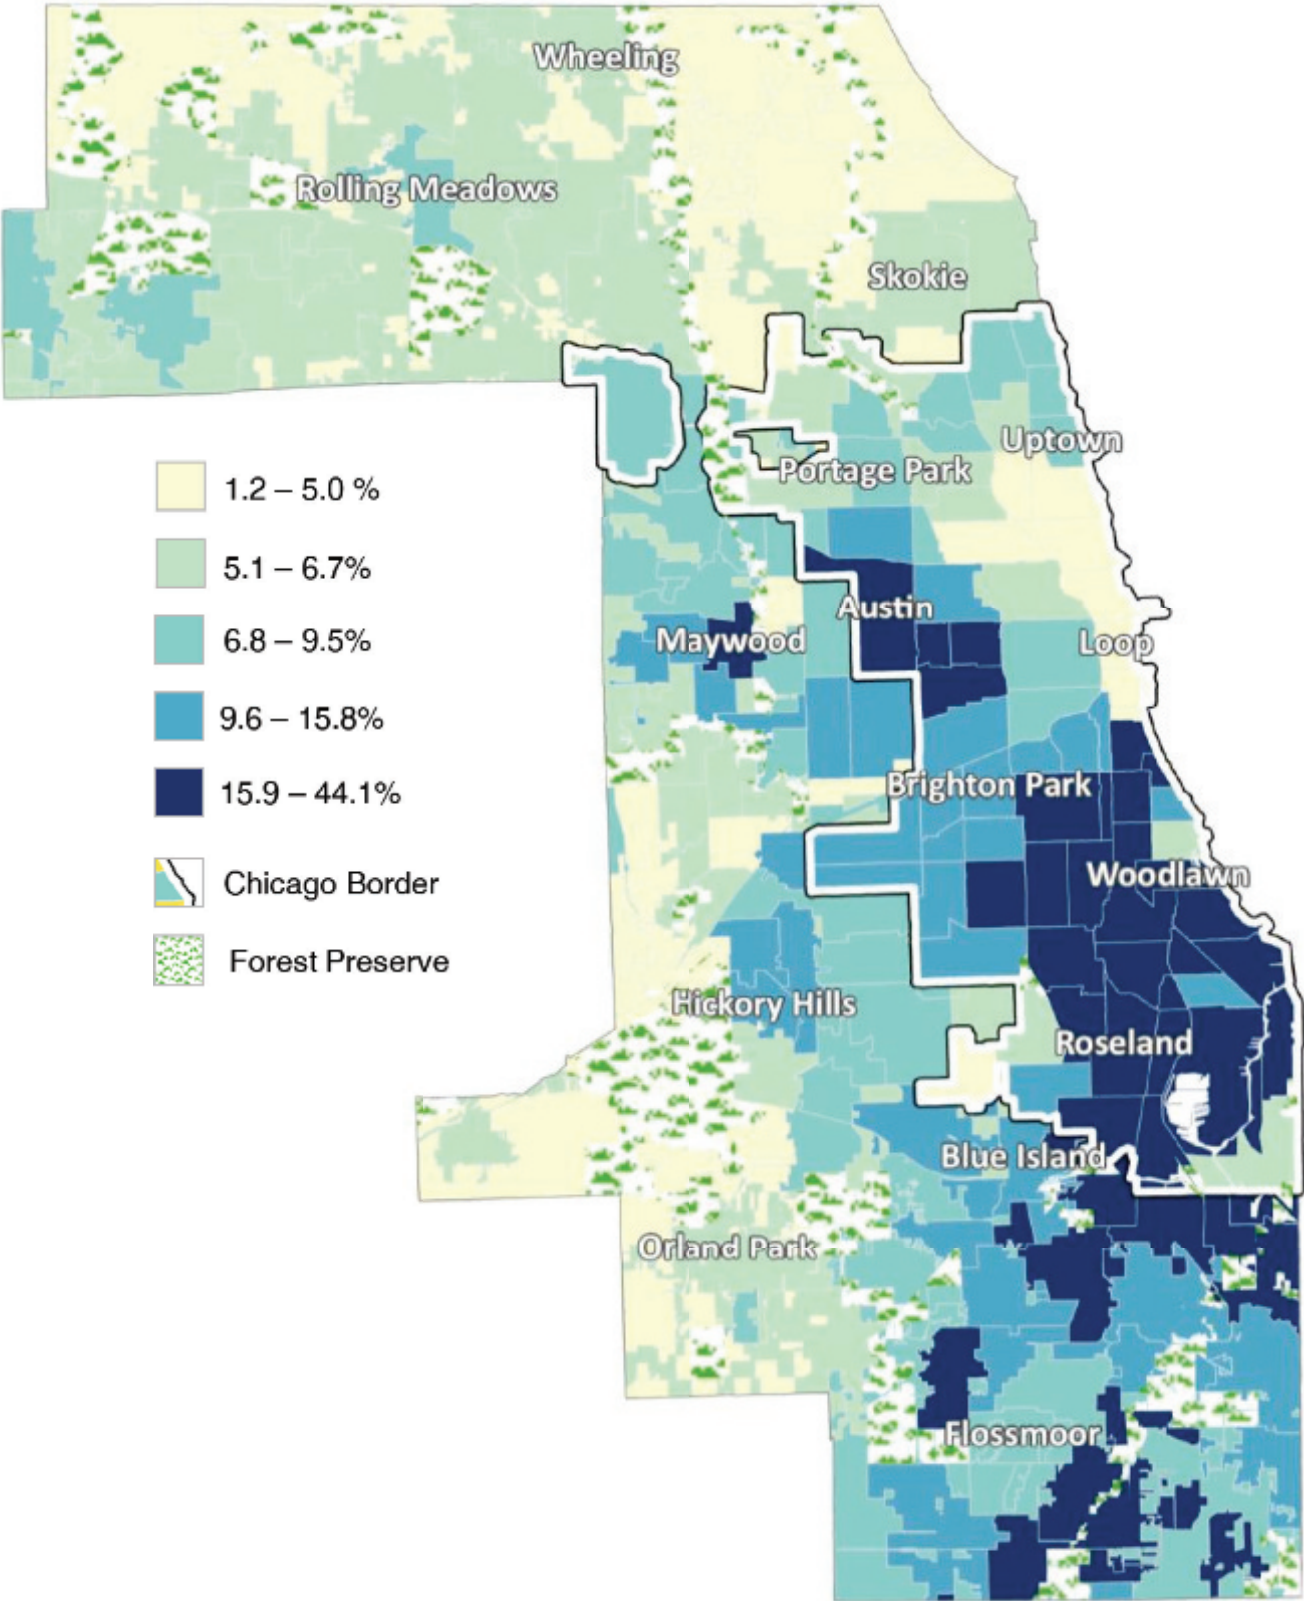 Wheeling
Rolling Meadows
Skokie
Uptown
Portage Park
1.2 – 5.0 %
5.1 – 6.7%
Austin
6.8 – 9.5%
Maywood
Loop
9.6 – 15.8%
15.9 – 44.1%
Brighton Park
Chicago Border
Woodlawn
Forest Preserve
Hickory Hills
Roseland
Blue Island
Orland Park
Flossmoor